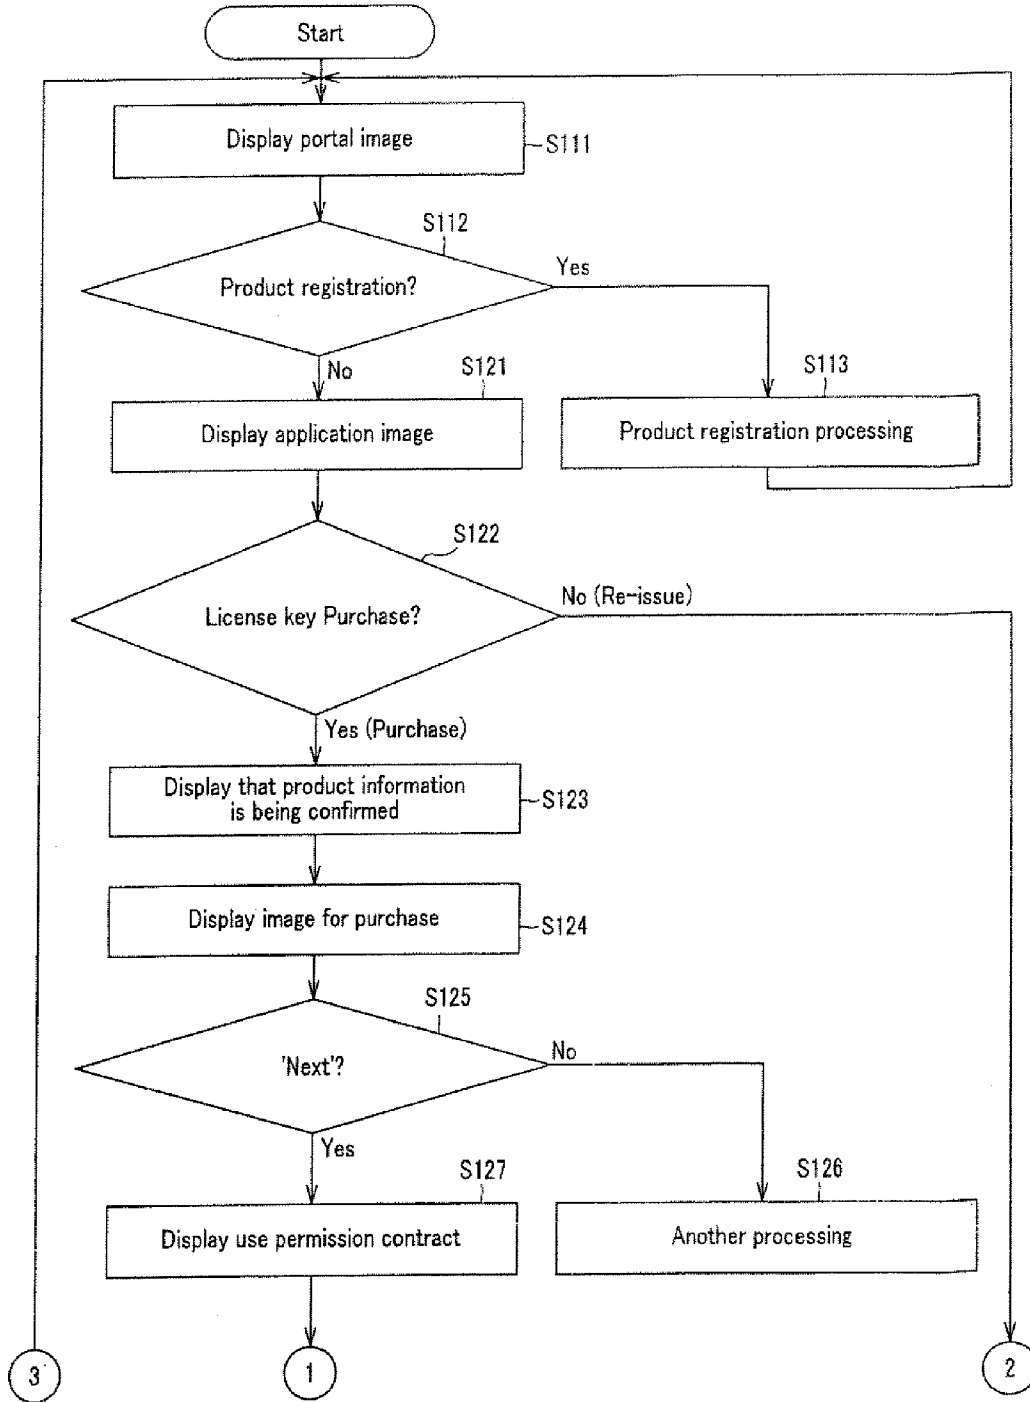 Start
Display portal image
S111
S112
Product registration?
Yes
No
S121
S113
Display application image
Product registration processing
S122
License key Purchase?
No (Re-issue)
Yes (Purchase)
Display that product information
is being confirmed
S123
Display image for purchase
S124
S125
'Next'?
No
Yes
S127
S126
Display use permission contract
Another processing
3
1
2